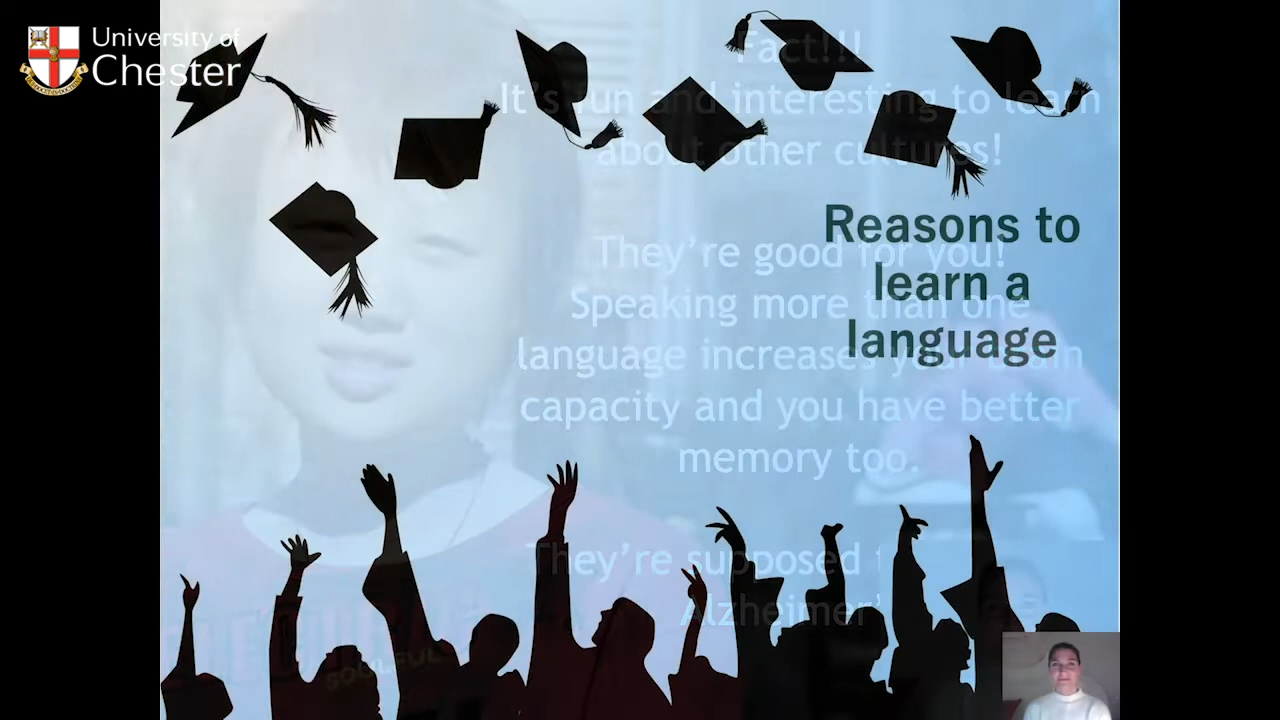 University of
Chester
Fact!!!
It's fun and interesting to learn
about other cultures!
Reasons to
learn a
language
They're good for you!
Speaking more than one
language increases your brain
capacity and you have better
memory too.
They're supposed
Alzheimer'
SOULFUL